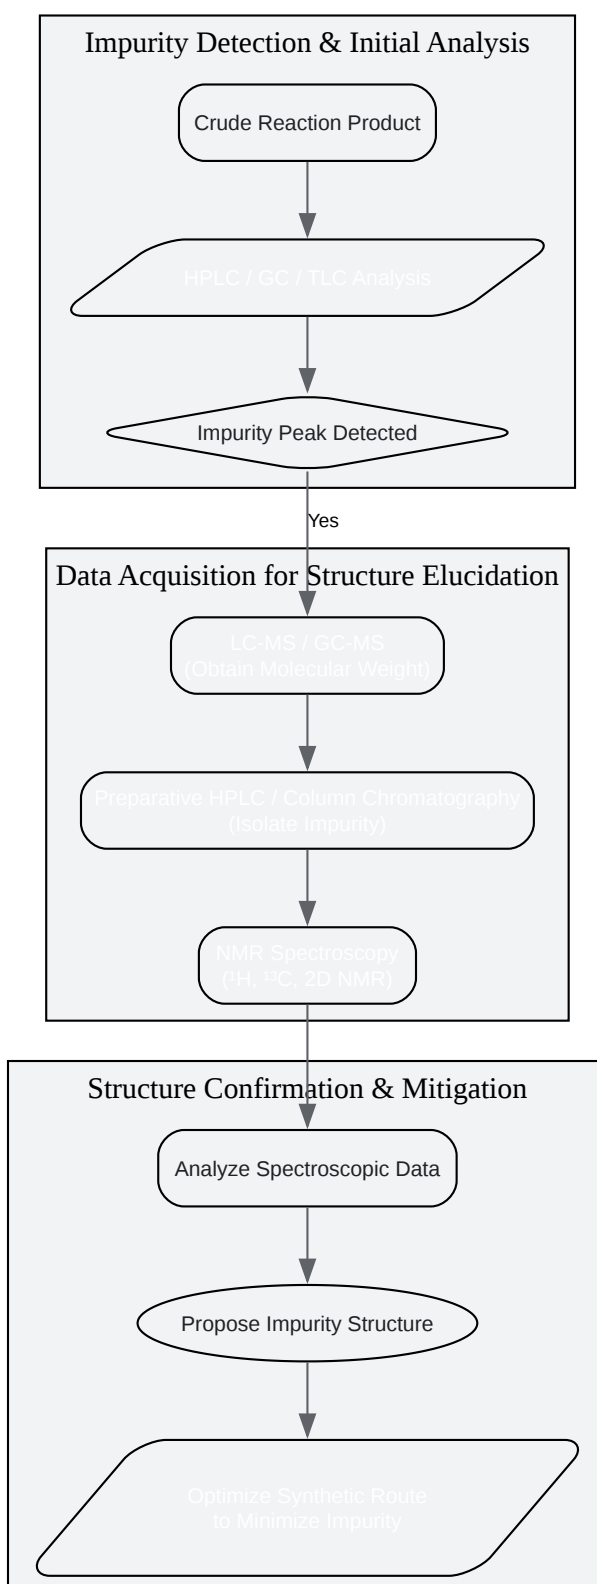 Impurity Detection & Initial Analysis
Crude Reaction Product
HPLC / GC / TLC Analysis
Impurity Peak Detected
Yes
Data Acquisition for Structure Elucidation
LC-MS / GC-MS
(Obtain Molecular Weight)
Preparative HPLC / Column Chromatography
(Isolate Impurity)
NMR Spectroscopy
(¹H, ¹³C, 2D NMR)
Structure Confirmation & Mitigation
Analyze Spectroscopic Data
Propose Impurity Structure
Optimize Synthetic Route
to Minimize Impurity